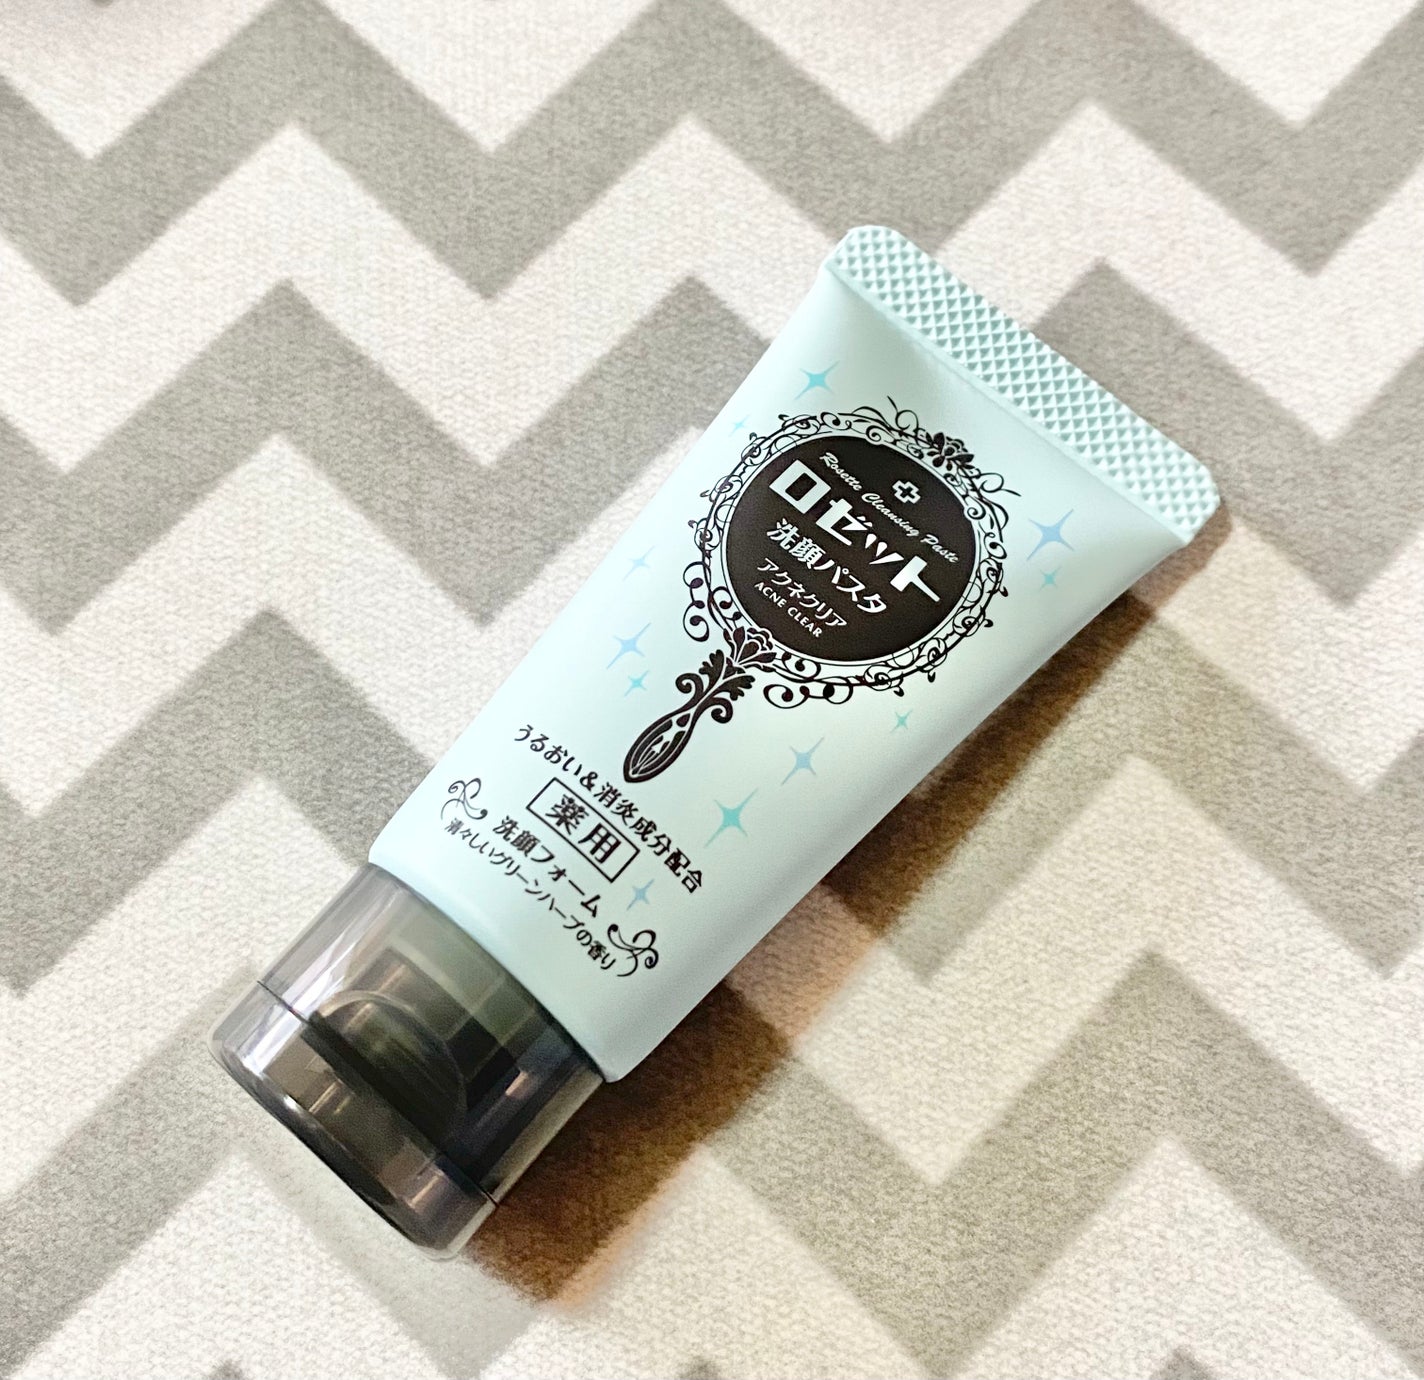 Rosette Cleansing Paste
ロゼット
洗顔パスタ
アクネクリア
ACNE CLEAR
うるおい&消炎成分配合
薬用
洗顔フォーム
清々しいグリーンハーブの香り